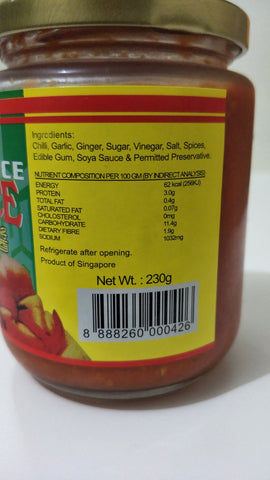 Ingredients:
Chilli, Garlic, Ginger, Sugar, Vinegar, Salt, Spices,
Edible Gum, Soya Sauce & Permitted Preservative.
NUTRIENT COMPOSITION PER 100 GM (BY INDIRECT ANALYSIS)
ENERGY 62 kcal (256KJ)
PROTEIN 3.0g
TOTAL FAT 0.4g
SATURATED FAT 0.07g
CHOLESTEROL 0mg
CARBOHYDRATE 11.4g
DIETARY FIBRE 1.9g
SODIUM 1032mg
Refrigerate after opening.
Product of Singapore
Net Wt. : 230g
8 888260 000426